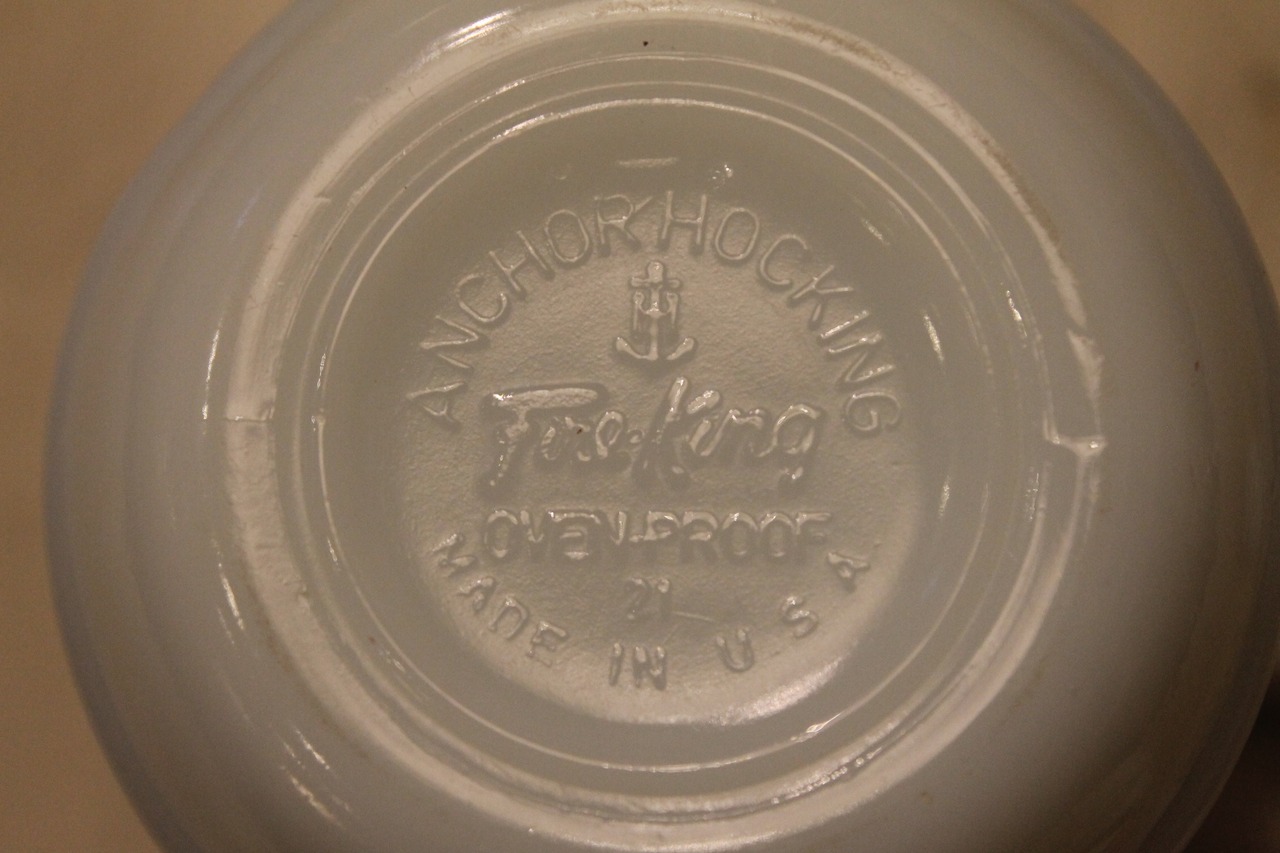 ANCHOR HOCKING
Fire-King
OVEN-PROOF
21
MADE IN U S A